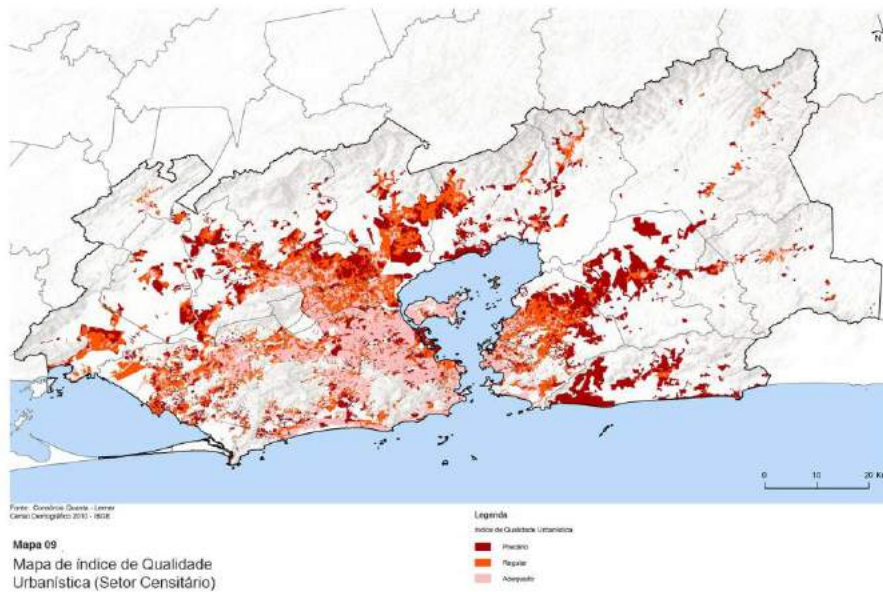 N
0 10 20 Km
Fonte: Consórcio Quanta - Lerner
Censo Demográfico 2010 - IBGE
Legenda
Índice de Qualidade Urbanística
Precário
Regular
Adequado
Mapa 09
Mapa de índice de Qualidade
Urbanística (Setor Censitário)